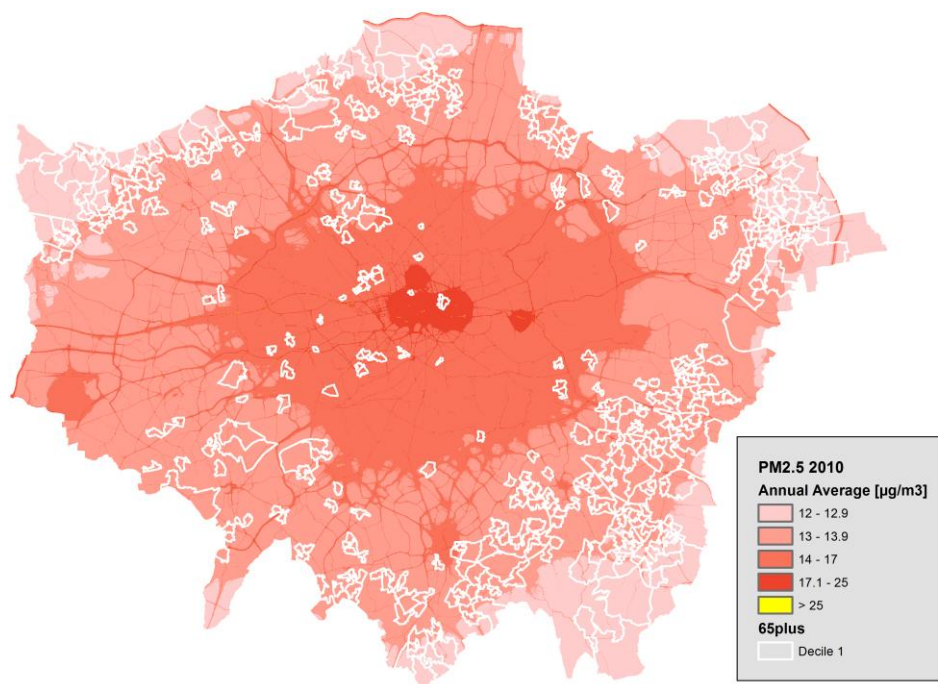 PM2.5 2010
Annual Average [µg/m3]
12 - 12.9
13 - 13.9
14 - 17
17.1 - 25
> 25
65plus
Decile 1